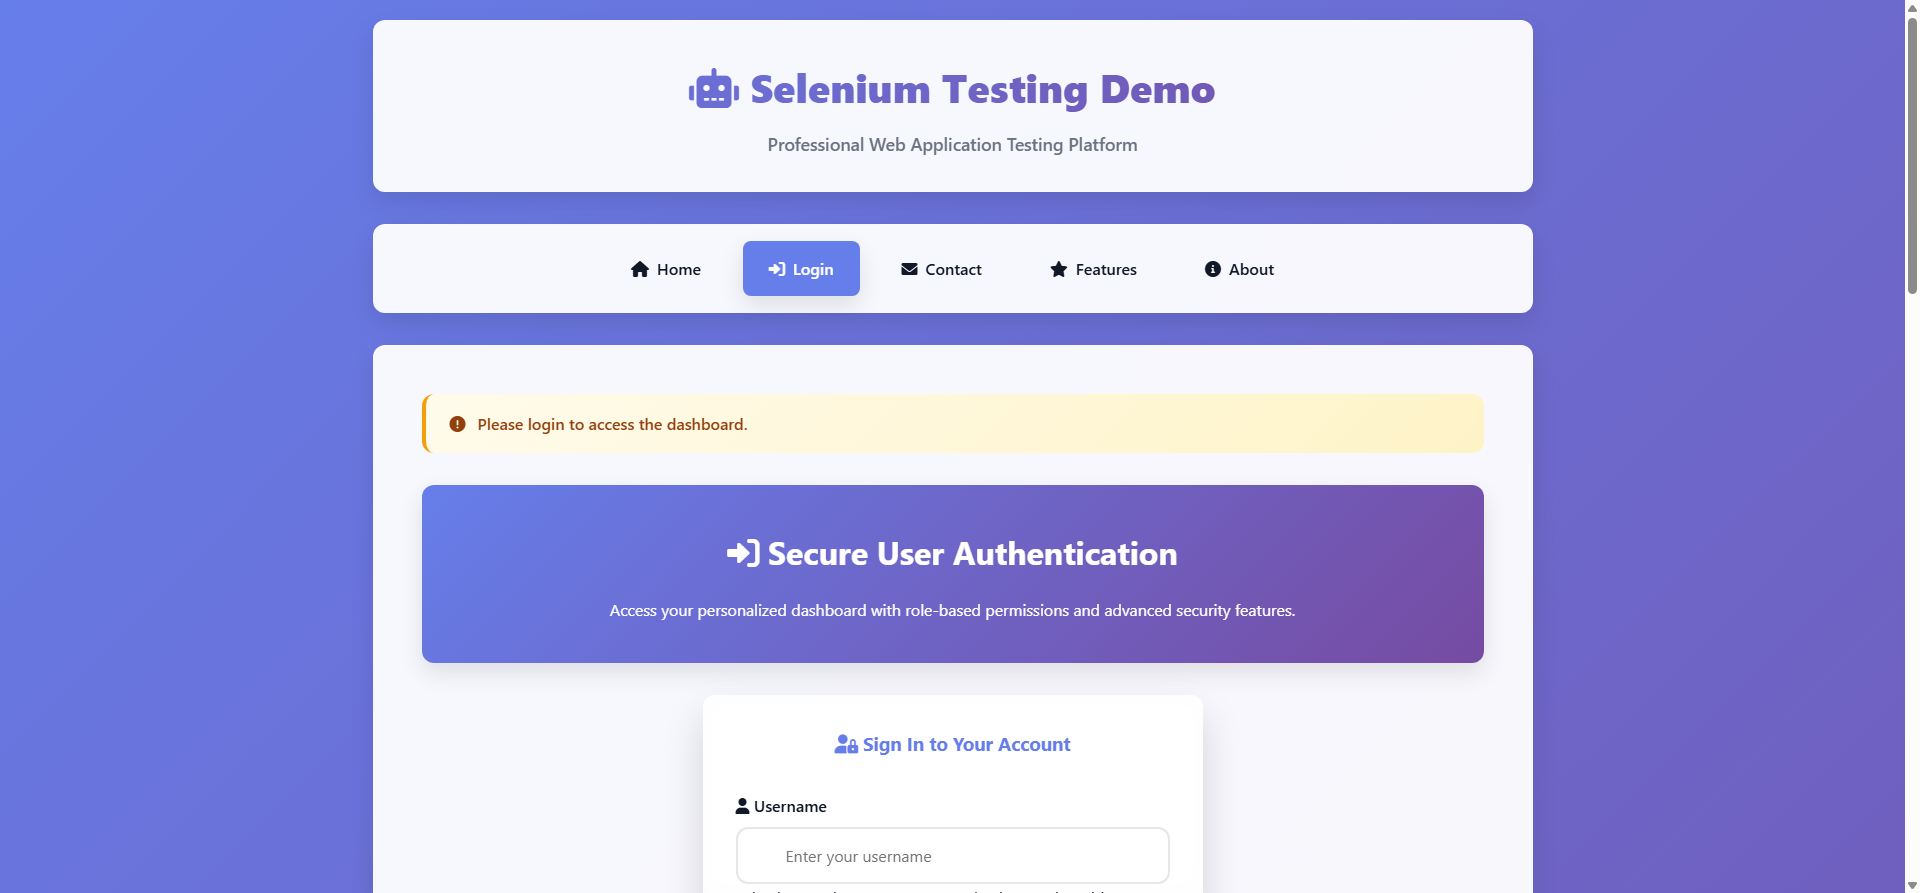 Selenium Testing Demo
Professional Web Application Testing Platform
Home
Login
Contact
Features
About
Please login to access the dashboard.
Secure User Authentication
Access your personalized dashboard with role-based permissions and advanced security features.
Sign In to Your Account
Username
Enter your username